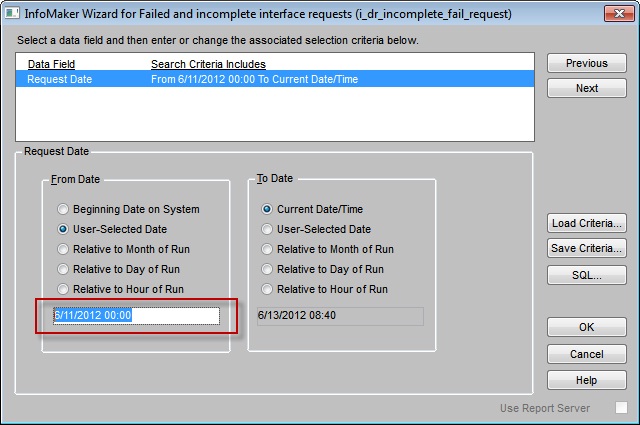 InfoMaker Wizard for Failed and incomplete interface requests (i_dr_incomplete_fail_request)
Select a data field and then enter or change the associated selection criteria below.
Data Field Search Criteria Includes
Request Date From 6/11/2012 00:00 To Current Date/Time
Previous
Next
Request Date
From Date
Beginning Date on System
User-Selected Date
Relative to Month of Run
Relative to Day of Run
Relative to Hour of Run
6/11/2012 00:00
To Date
Current Date/Time
User-Selected Date
Relative to Month of Run
Relative to Day of Run
Relative to Hour of Run
6/13/2012 08:40
Load Criteria...
Save Criteria...
SQL...
OK
Cancel
Help
Use Report Server